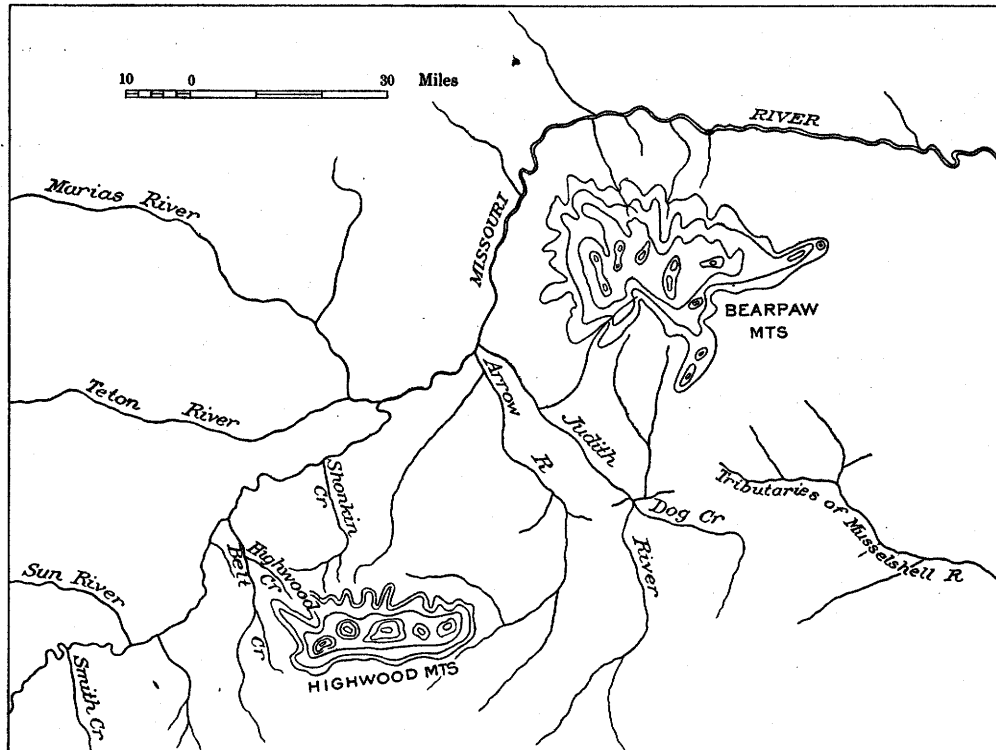 10 0 30 Miles
RIVER
Marias River
MISSOURI
BEARPAW
MTS
Teton River
Arrow
R
Judith
River
Shonkin
Cr
Tributaries of Musselshell R
Dog Cr
Highwood
Cr
Belt
Cr
Sun River
Smith Cr
HIGHWOOD MTS